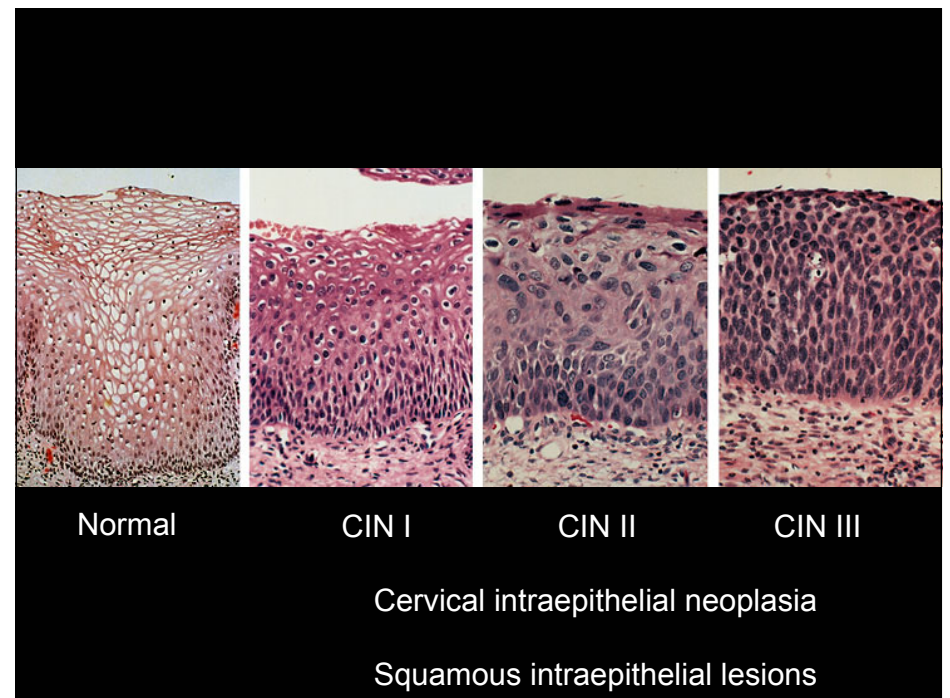 Normal CIN I CIN II CIN III
Cervical intraepithelial neoplasia
Squamous intraepithelial lesions